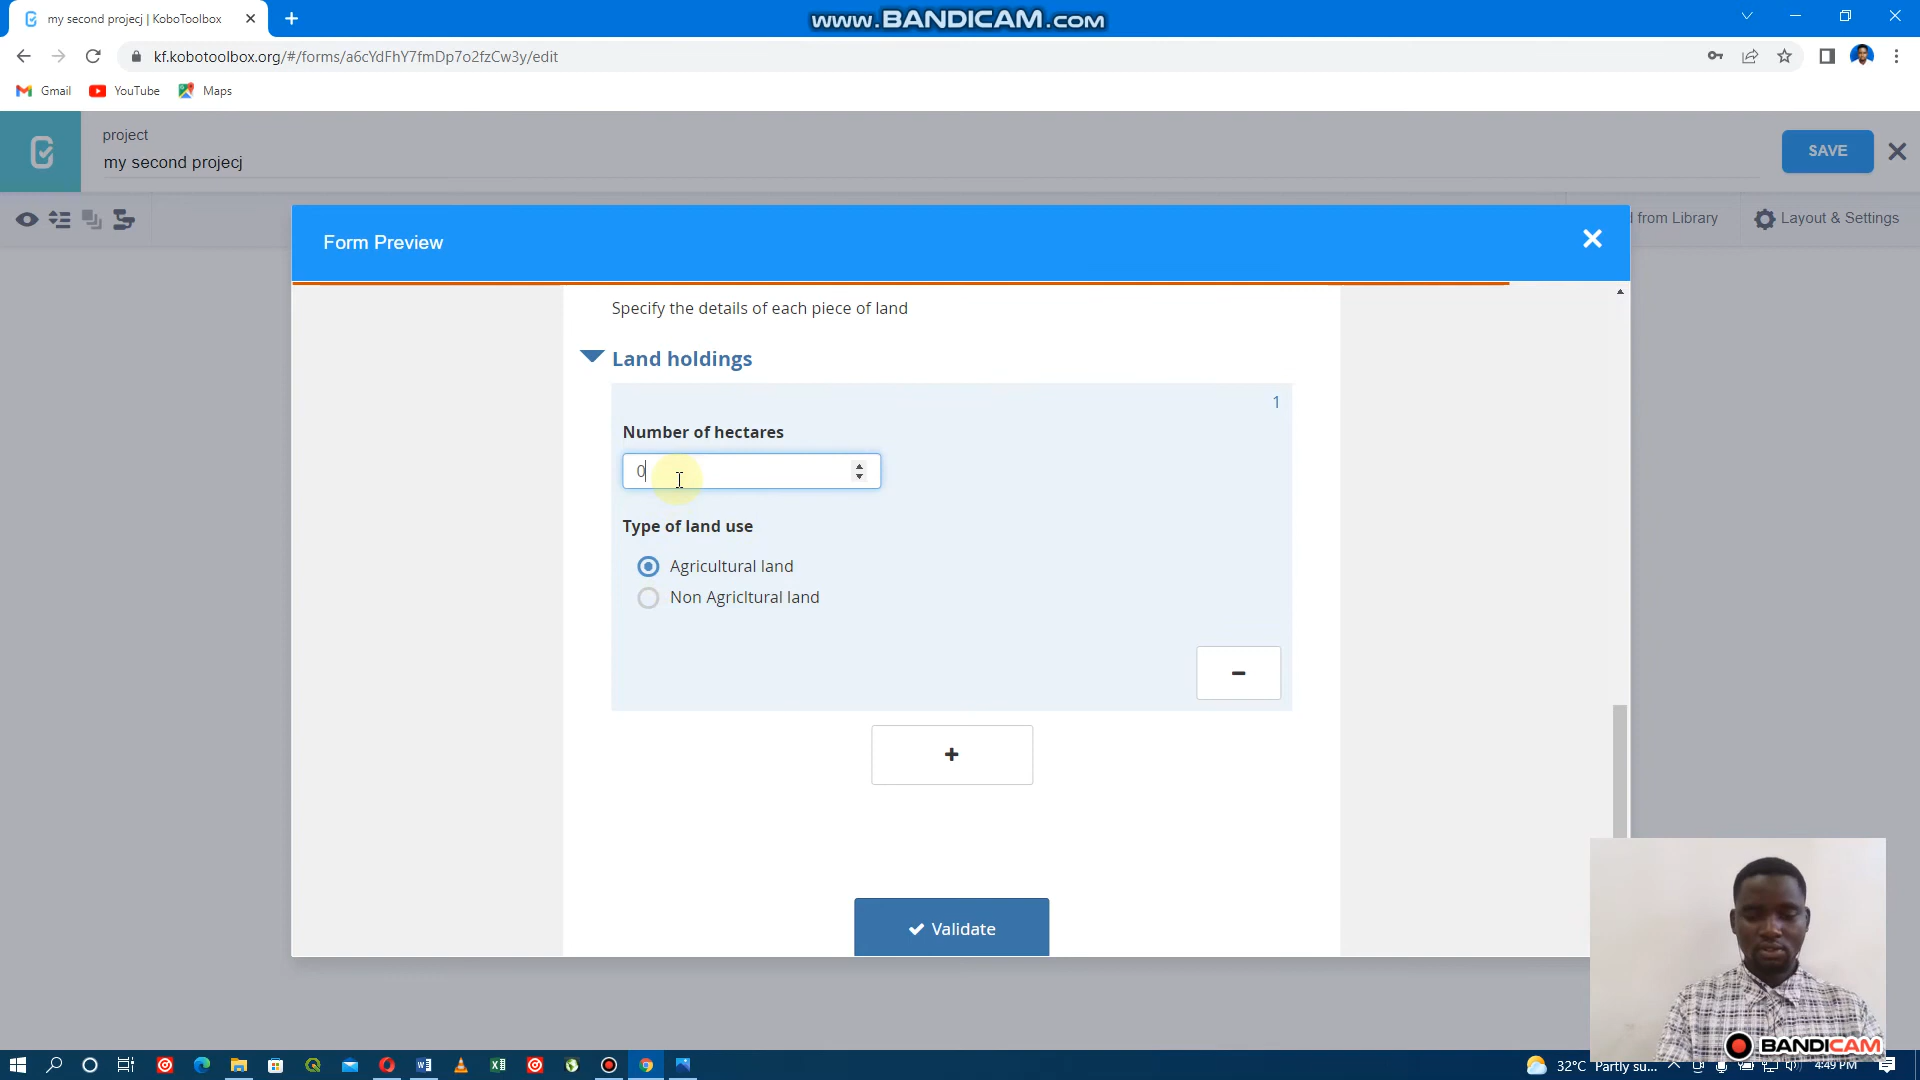 my second projecj | KoboToolbox
www.BANDICAM.com
kf.kobotoolbox.org/#/forms/a6cYdFhY7fmDp7o2fzCw3y/edit
Gmail
YouTube
Maps
project
my second projecj
SAVE
from Library
Layout & Settings
Form Preview
Specify the details of each piece of land
Land holdings
1
Number of hectares
0
Type of land use
Agricultural land
Non Agricltural land
Validate
BANDICAM
32°C Partly su...
4:49 PM